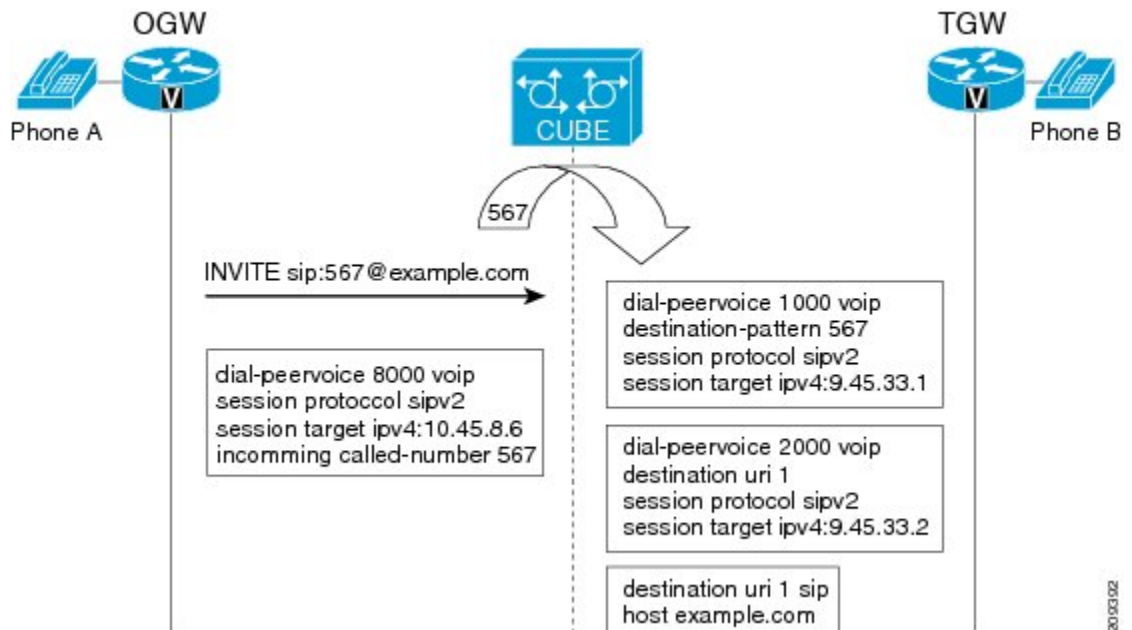 OGW
TGW
V
V
CUBE
Phone A
Phone B
567
INVITE sip:567@example.com
dial-peervoice 8000 voip
session protoccol sipv2
session target ipv4:10.45.8.6
incomming called-number 567
dial-peervoice 1000 voip
destination-pattern 567
session protocol sipv2
session target ipv4:9.45.33.1
dial-peervoice 2000 voip
destination uri 1
session protocol sipv2
session target ipv4:9.45.33.2
destination uri 1 sip
host example.com
209392